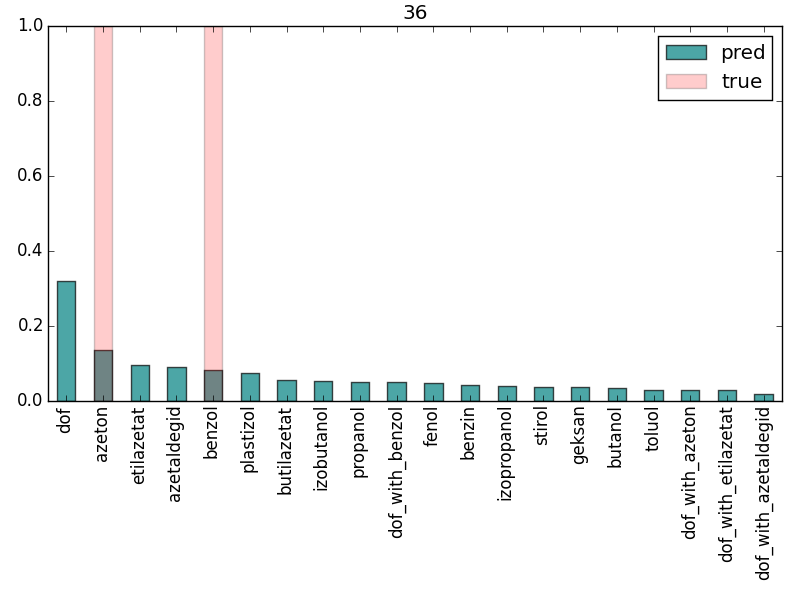 36
1.0
0.8
0.6
0.4
0.2
0.0
pred
true
dof
azeton
etilazetat
azetaldegid
benzol
plastizol
butilazetat
izobutanol
propanol
dof_with_benzol
fenol
benzin
izopropanol
stirol
geksan
butanol
toluol
dof_with_azeton
dof_with_etilazetat
dof_with_azetaldegid